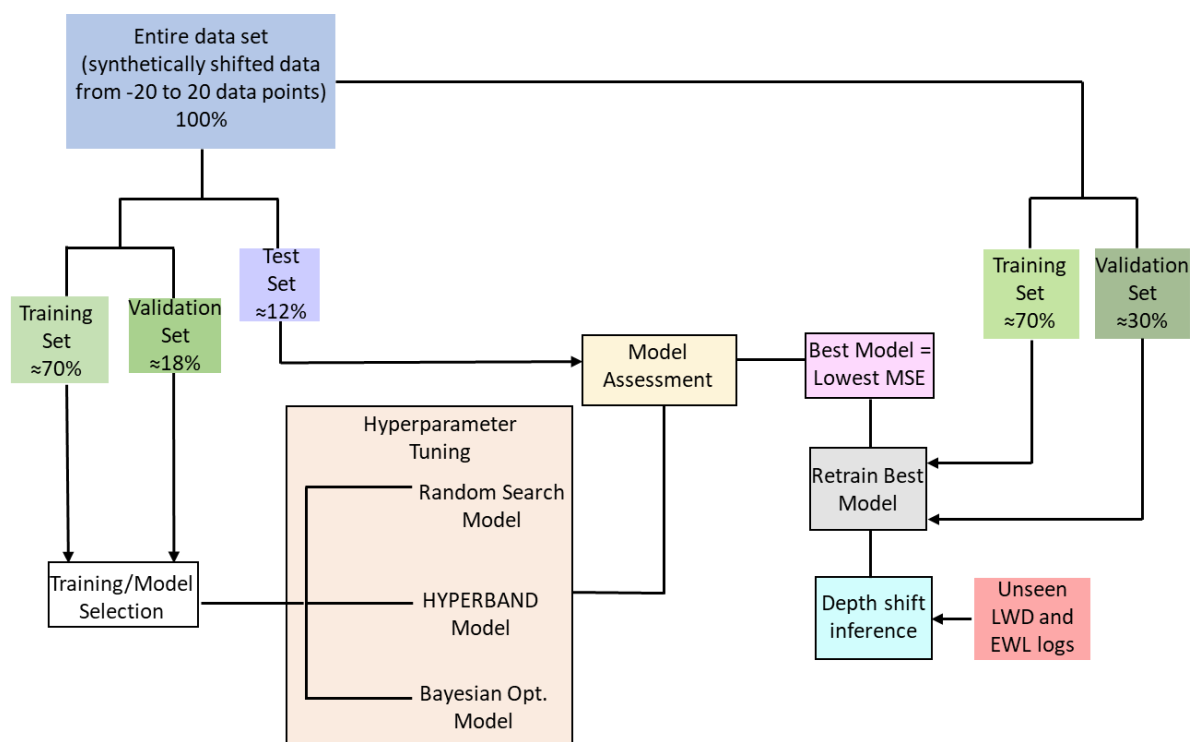 Entire data set
(synthetically shifted data
from -20 to 20 data points)
100%
Test
Set
≈12%
Training
Set
≈70%
Validation
Set
≈18%
Training
Set
≈70%
Validation
Set
≈30%
Model
Assessment
Best Model =
Lowest MSE
Hyperparameter
Tuning
Random Search
Model
HYPERBAND
Model
Bayesian Opt.
Model
Training/Model
Selection
Retrain Best
Model
Depth shift
inference
Unseen
LWD and
EWL logs